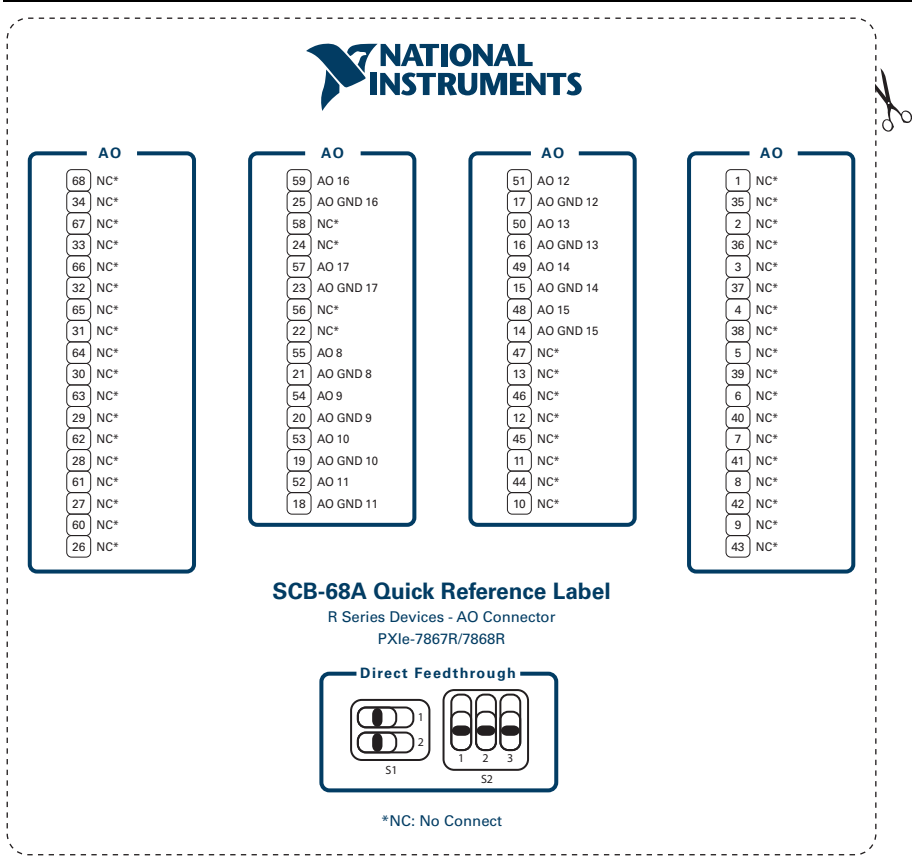 NATIONAL
INSTRUMENTS
AO
68 NC*
34 NC*
67 NC*
33 NC*
66 NC*
32 NC*
65 NC*
31 NC*
64 NC*
30 NC*
63 NC*
29 NC*
62 NC*
28 NC*
61 NC*
27 NC*
60 NC*
26 NC*
AO
59 AO 16
25 AO GND 16
58 NC*
24 NC*
57 AO 17
23 AO GND 17
56 NC*
22 NC*
55 AO 8
21 AO GND 8
54 AO 9
20 AO GND 9
53 AO 10
19 AO GND 10
52 AO 11
18 AO GND 11
AO
51 AO 12
17 AO GND 12
50 AO 13
16 AO GND 13
49 AO 14
15 AO GND 14
48 AO 15
14 AO GND 15
47 NC*
13 NC*
46 NC*
12 NC*
45 NC*
11 NC*
44 NC*
10 NC*
AO
1 NC*
35 NC*
2 NC*
36 NC*
3 NC*
37 NC*
4 NC*
38 NC*
5 NC*
39 NC*
6 NC*
40 NC*
7 NC*
41 NC*
8 NC*
42 NC*
9 NC*
43 NC*
SCB-68A Quick Reference Label
R Series Devices - AO Connector
PXIe-7867R/7868R
Direct Feedthrough
1
2
S1
1 2 3
S2
*NC: No Connect